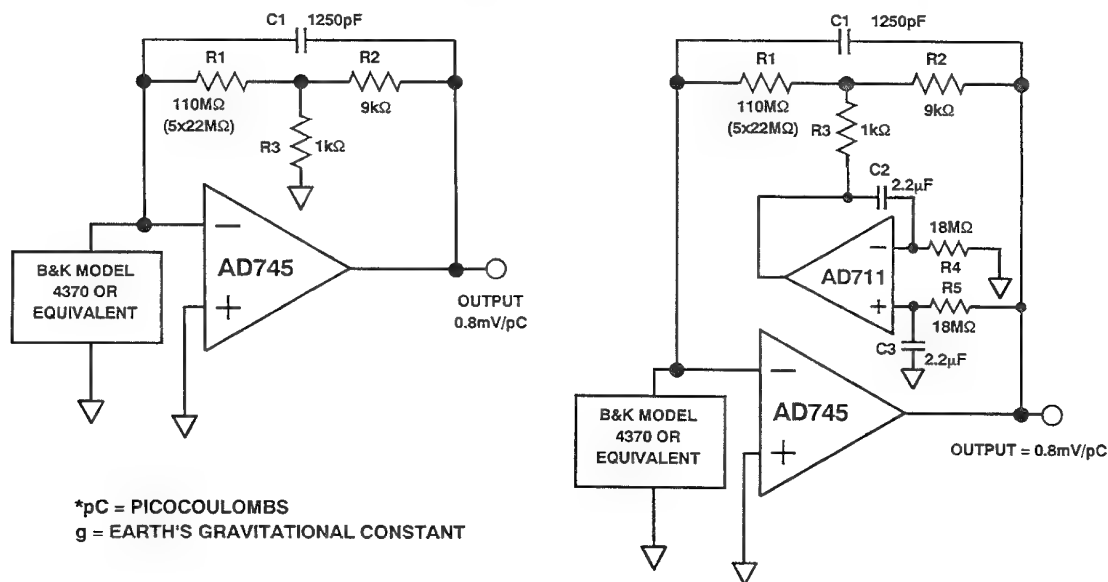 C1 1250pF
R1
R2
110MΩ
(5x22MΩ)
9kΩ
R3
1kΩ
−
AD745
+
B&K MODEL
4370 OR
EQUIVALENT
OUTPUT
0.8mV/pC
*pC = PICOCOULOMBS
g = EARTH'S GRAVITATIONAL CONSTANT
C1 1250pF
R1
R2
110MΩ
(5x22MΩ)
9kΩ
R3
1kΩ
C2
2.2μF
−
18MΩ
R4
AD711
R5
+
18MΩ
C3
2.2μF
−
AD745
+
B&K MODEL
4370 OR
EQUIVALENT
OUTPUT = 0.8mV/pC